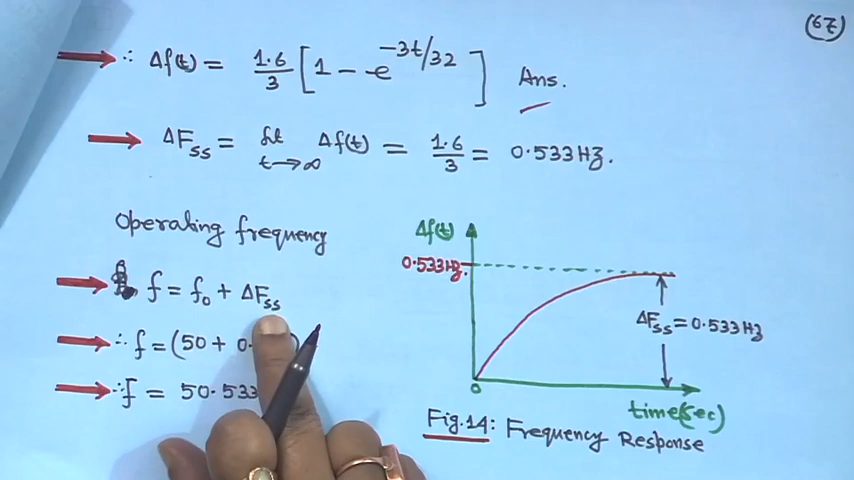 (67)
∴ Δf(t) = 1.6/3 [1 - e^(-3t/32)] Ans.
ΔF_ss = Lt t→∞ Δf(t) = 1.6/3 = 0.533 Hz.
Operating frequency
f = f_0 + ΔF_ss
∴ f = (50 + 0.
∴ f = 50.533
Δf(t)
0.533Hz.
ΔF_ss = 0.533 Hz
0
time(sec)
Fig.14: Frequency Response